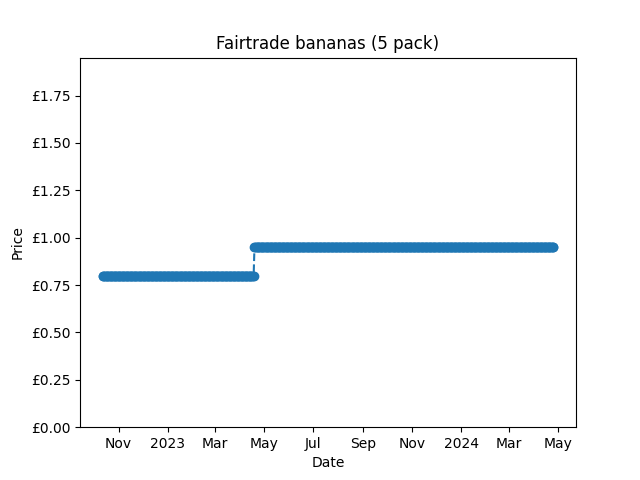 Fairtrade bananas (5 pack)
£1.75
£1.50
£1.25
£1.00
£0.75
£0.50
£0.25
£0.00
Price
Nov 2023 Mar May Jul Sep Nov 2024 Mar May
Date